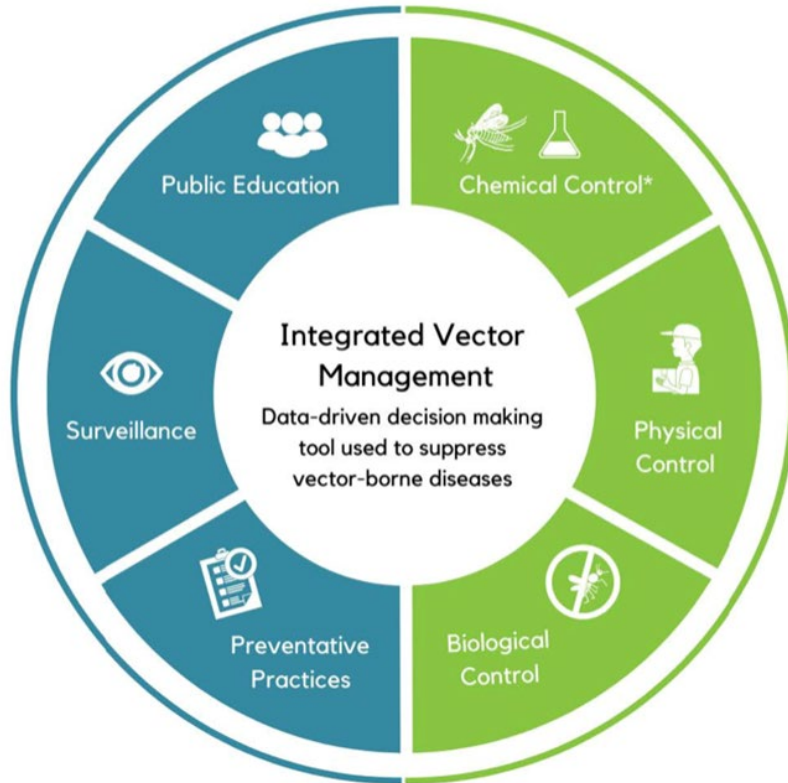 Public Education
Chemical Control*
Integrated Vector
Management
Data-driven decision making
tool used to suppress
vector-borne diseases
Surveillance
Physical
Control
Preventative
Practices
Biological
Control